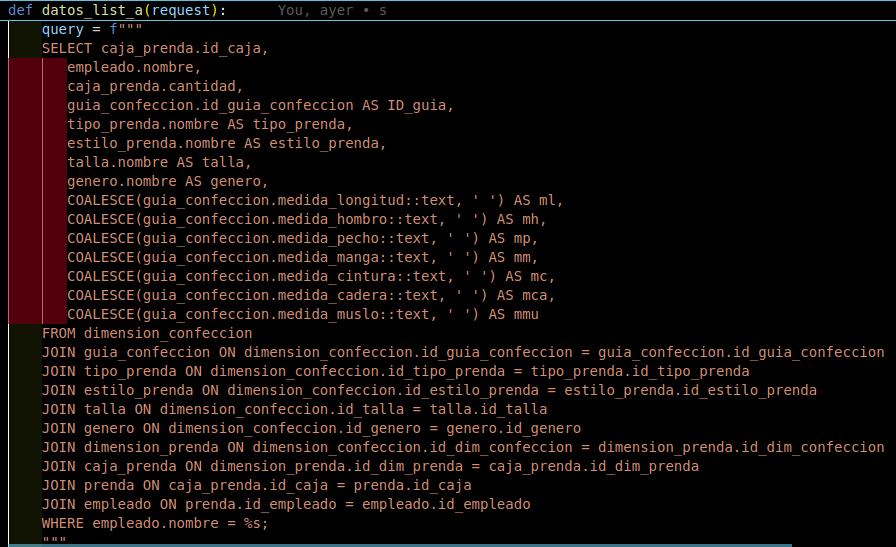 def datos_list_a(request):      You, ayer • s
    query = f"""
    SELECT caja_prenda.id_caja,
       empleado.nombre,
       caja_prenda.cantidad,
       guia_confeccion.id_guia_confeccion AS ID_guia,
       tipo_prenda.nombre AS tipo_prenda,
       estilo_prenda.nombre AS estilo_prenda,
       talla.nombre AS talla,
       genero.nombre AS genero,
       COALESCE(guia_confeccion.medida_longitud::text, ' ') AS ml,
       COALESCE(guia_confeccion.medida_hombro::text, ' ') AS mh,
       COALESCE(guia_confeccion.medida_pecho::text, ' ') AS mp,
       COALESCE(guia_confeccion.medida_manga::text, ' ') AS mm,
       COALESCE(guia_confeccion.medida_cintura::text, ' ') AS mc,
       COALESCE(guia_confeccion.medida_cadera::text, ' ') AS mca,
       COALESCE(guia_confeccion.medida_muslo::text, ' ') AS mmu
    FROM dimension_confeccion
    JOIN guia_confeccion ON dimension_confeccion.id_guia_confeccion = guia_confeccion.id_guia_confeccion
    JOIN tipo_prenda ON dimension_confeccion.id_tipo_prenda = tipo_prenda.id_tipo_prenda
    JOIN estilo_prenda ON dimension_confeccion.id_estilo_prenda = estilo_prenda.id_estilo_prenda
    JOIN talla ON dimension_confeccion.id_talla = talla.id_talla
    JOIN genero ON dimension_confeccion.id_genero = genero.id_genero
    JOIN dimension_prenda ON dimension_confeccion.id_dim_confeccion = dimension_prenda.id_dim_confeccion
    JOIN caja_prenda ON dimension_prenda.id_dim_prenda = caja_prenda.id_dim_prenda
    JOIN prenda ON caja_prenda.id_caja = prenda.id_caja
    JOIN empleado ON prenda.id_empleado = empleado.id_empleado
    WHERE empleado.nombre = %s;
    """